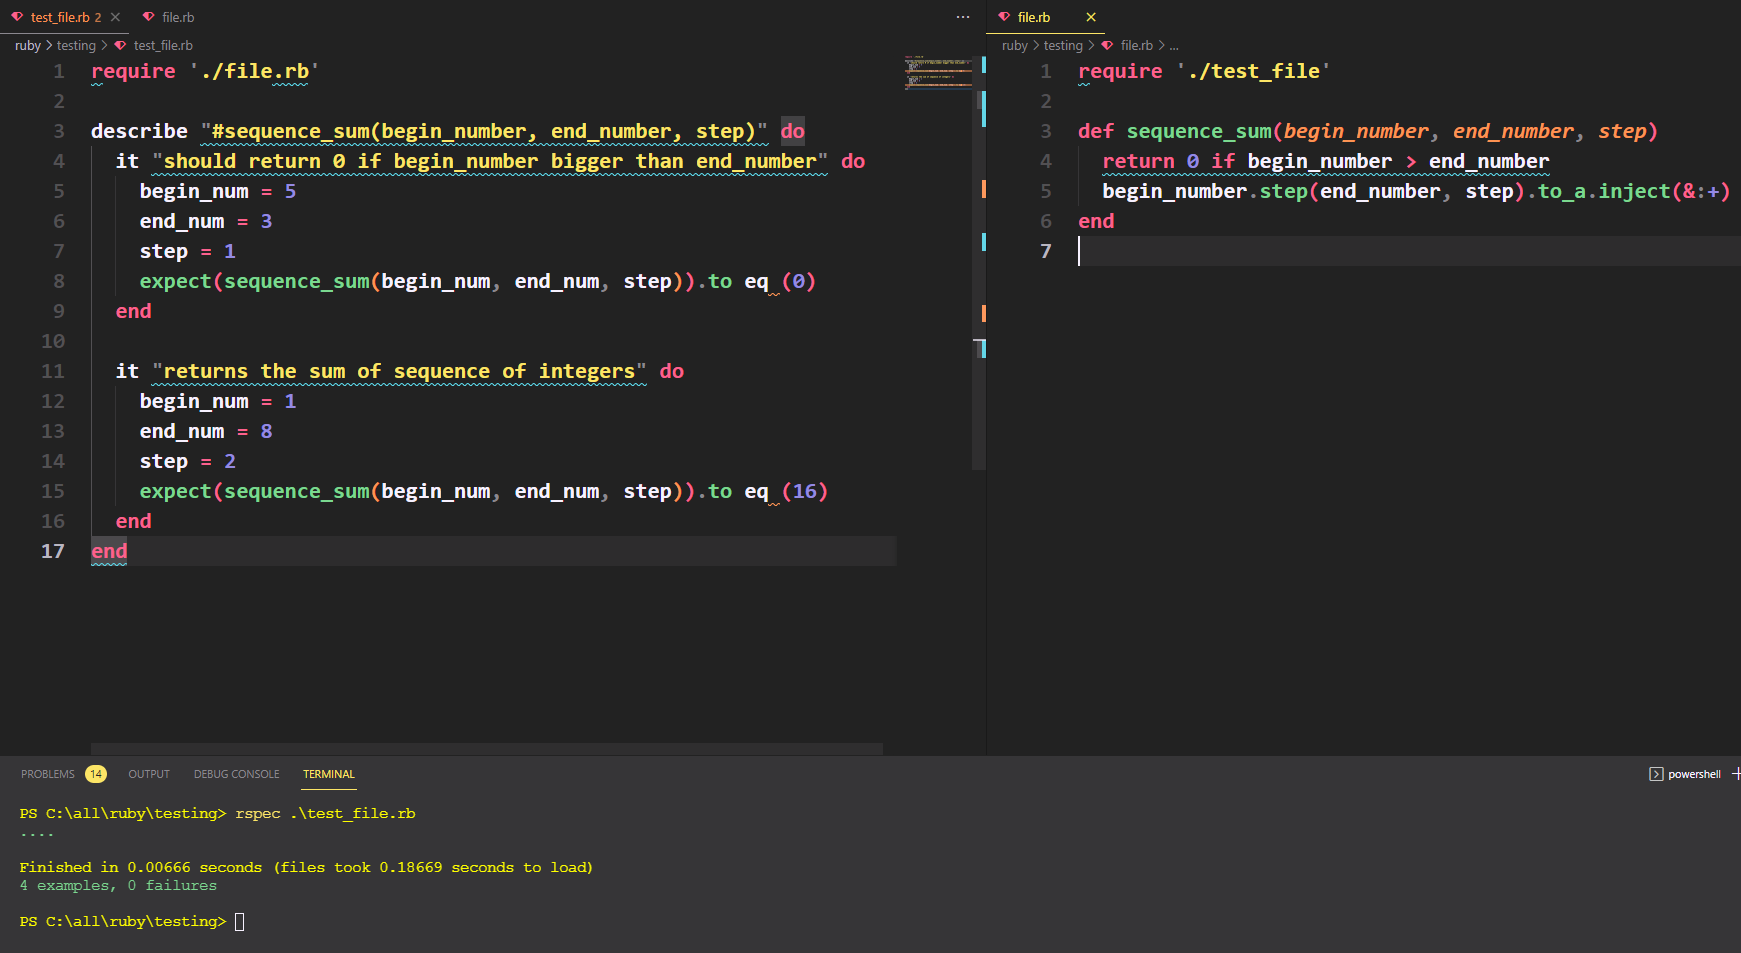 test_file.rb 2
file.rb
ruby > testing > test_file.rb
1 require './file.rb'
2
3 describe "#sequence_sum(begin_number, end_number, step)" do
4 it "should return 0 if begin_number bigger than end_number" do
5 begin_num = 5
6 end_num = 3
7 step = 1
8 expect(sequence_sum(begin_num, end_num, step)).to eq (0)
9 end
10
11 it "returns the sum of sequence of integers" do
12 begin_num = 1
13 end_num = 8
14 step = 2
15 expect(sequence_sum(begin_num, end_num, step)).to eq (16)
16 end
17 end
file.rb
ruby > testing > file.rb > ...
1 require './test_file'
2
3 def sequence_sum(begin_number, end_number, step)
4 return 0 if begin_number > end_number
5 begin_number.step(end_number, step).to_a.inject(&:+)
6 end
7
PROBLEMS 14 OUTPUT DEBUG CONSOLE TERMINAL
powershell
PS C:\all\ruby\testing> rspec .\test_file.rb
....
Finished in 0.00666 seconds (files took 0.18669 seconds to load)
4 examples, 0 failures
PS C:\all\ruby\testing>